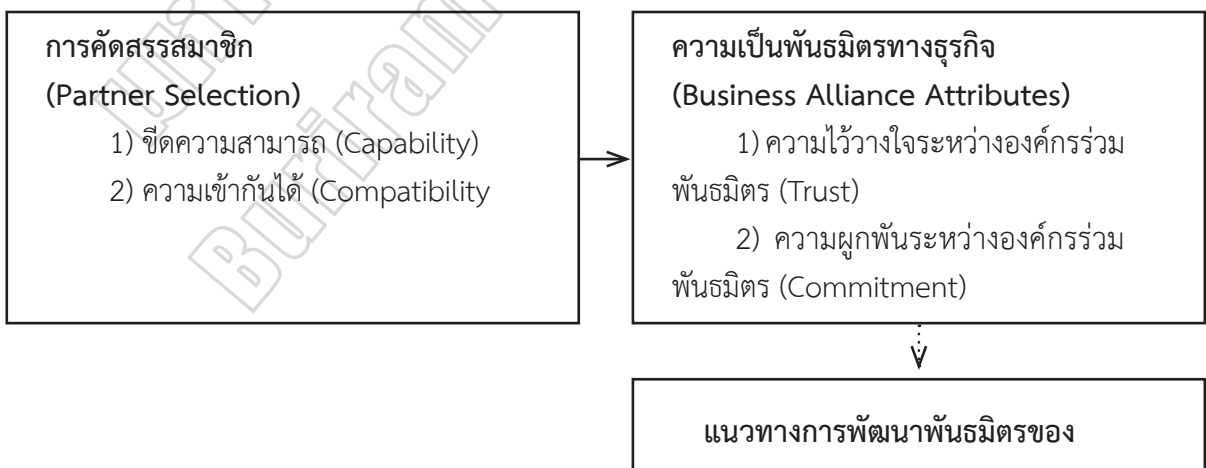 การคัดสรรสมาชิก
(Partner Selection)
1) ขีดความสามารถ (Capability)
2) ความเข้ากันได้ (Compatibility
ความเป็นพันธมิตรทางธุรกิจ
(Business Alliance Attributes)
1) ความไว้วางใจระหว่างองค์กรร่วม
พันธมิตร (Trust)
2) ความผูกพันระหว่างองค์กรร่วม
พันธมิตร (Commitment)
แนวทางการพัฒนาพันธมิตรของ
Buriram